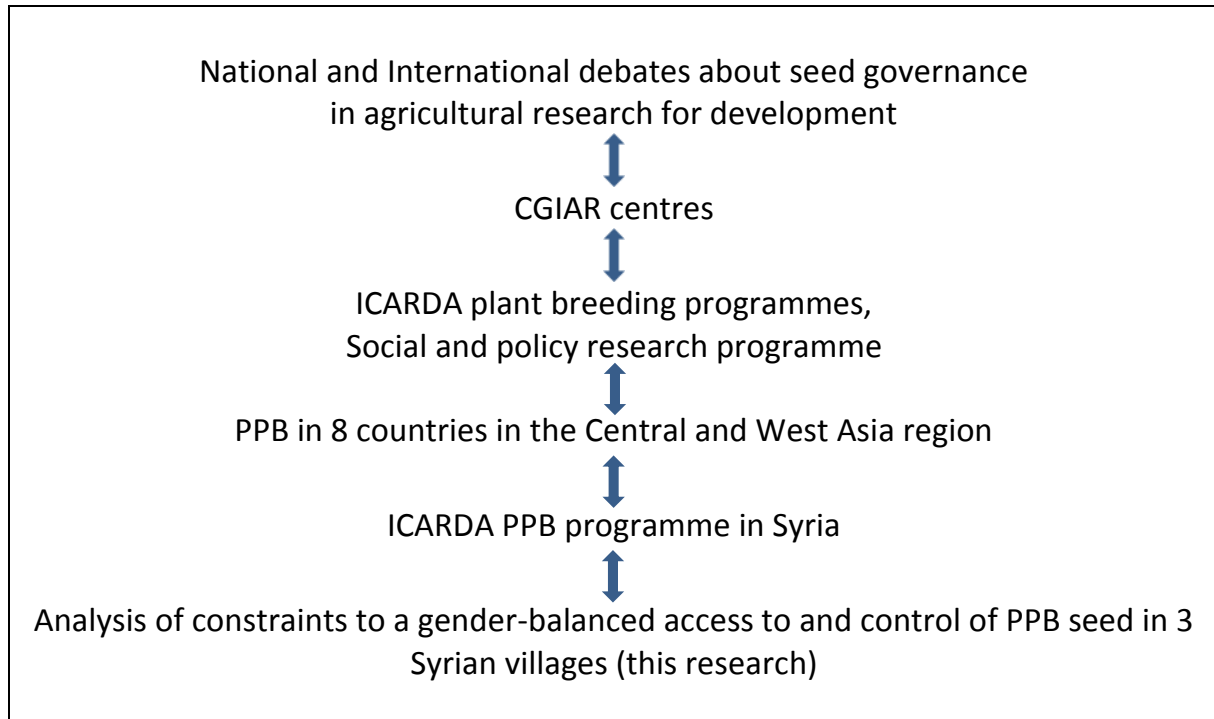 National and International debates about seed governance
in agricultural research for development
CGIAR centres
ICARDA plant breeding programmes,
Social and policy research programme
PPB in 8 countries in the Central and West Asia region
ICARDA PPB programme in Syria
Analysis of constraints to a gender-balanced access to and control of PPB seed in 3
Syrian villages (this research)